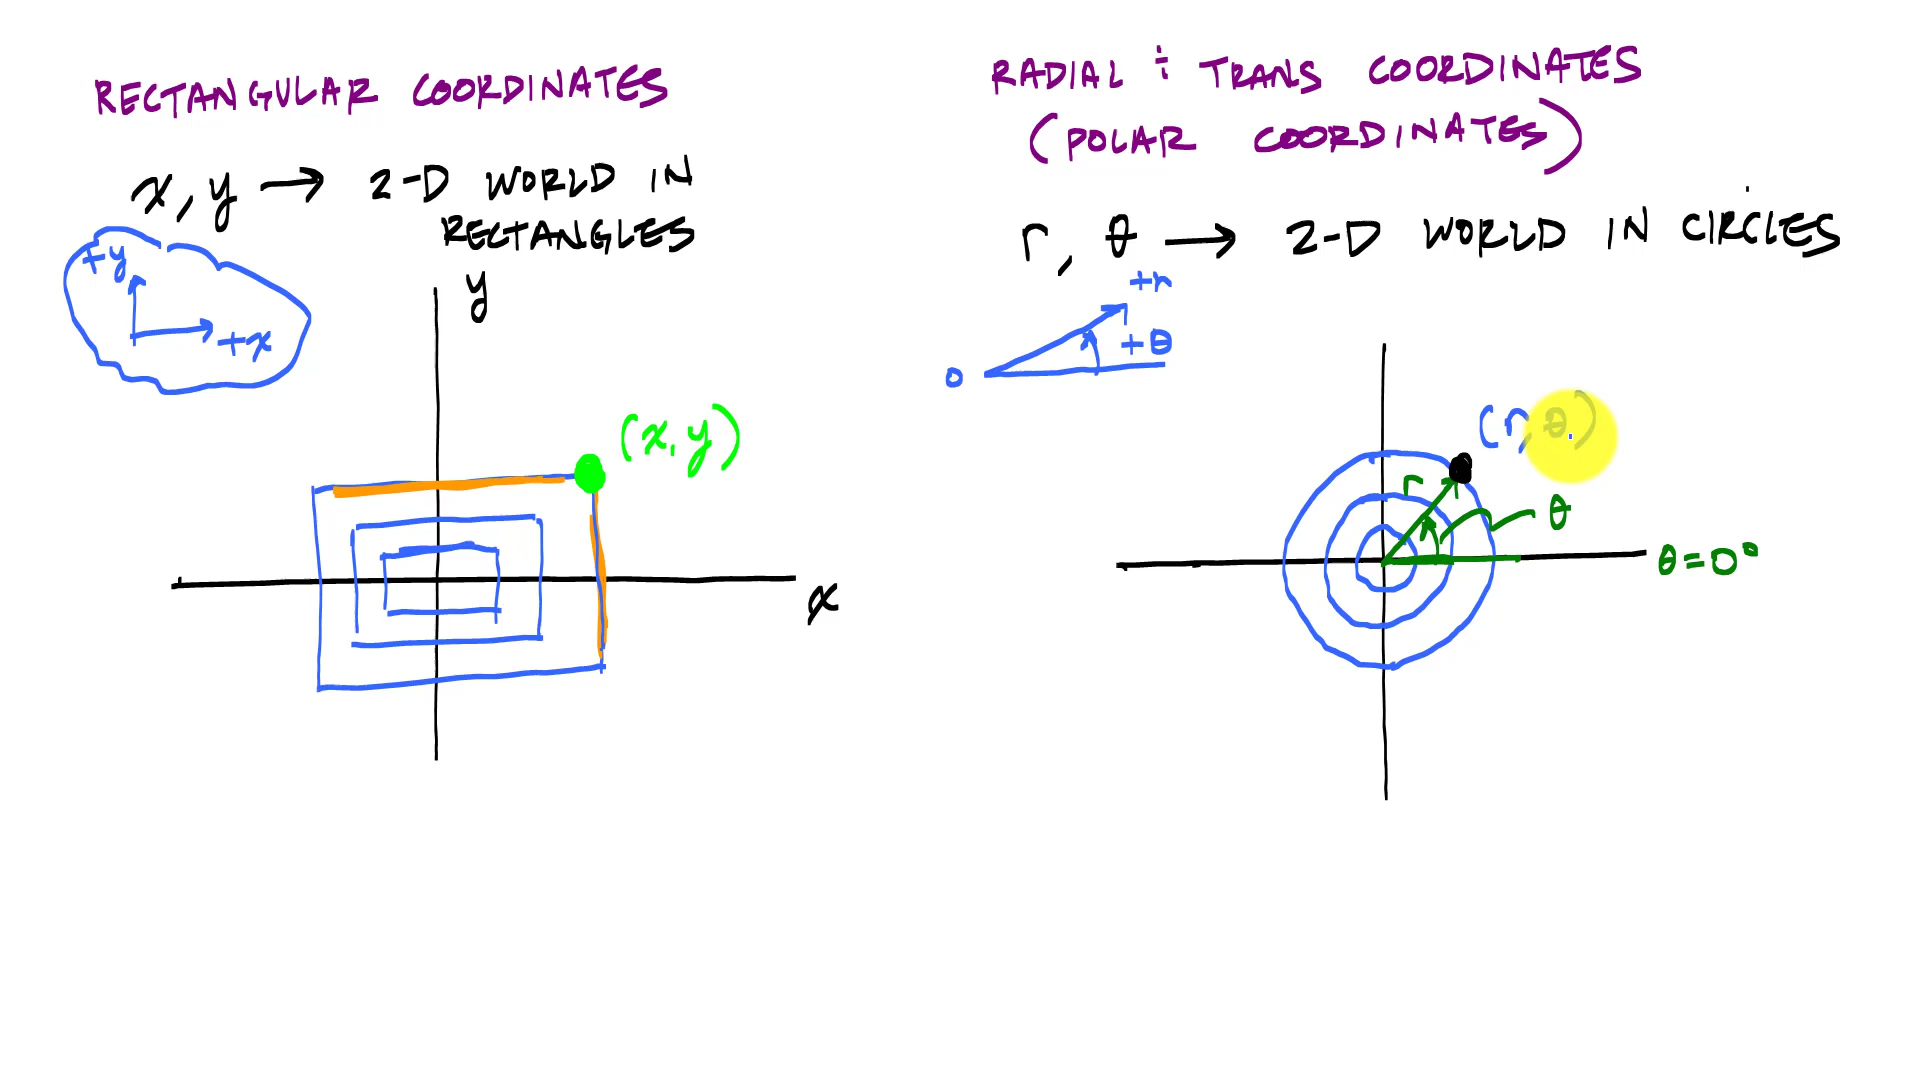 RECTANGULAR COORDINATES
x, y → 2-D WORLD IN
RECTANGLES
+y
+x
y
(x, y)
x
RADIAL ÷ TRANS COORDINATES
(POLAR COORDINATES)
r, θ → 2-D WORLD IN CIRCLES
+r
+θ
0
(r, θ)
r
θ
θ = 0°